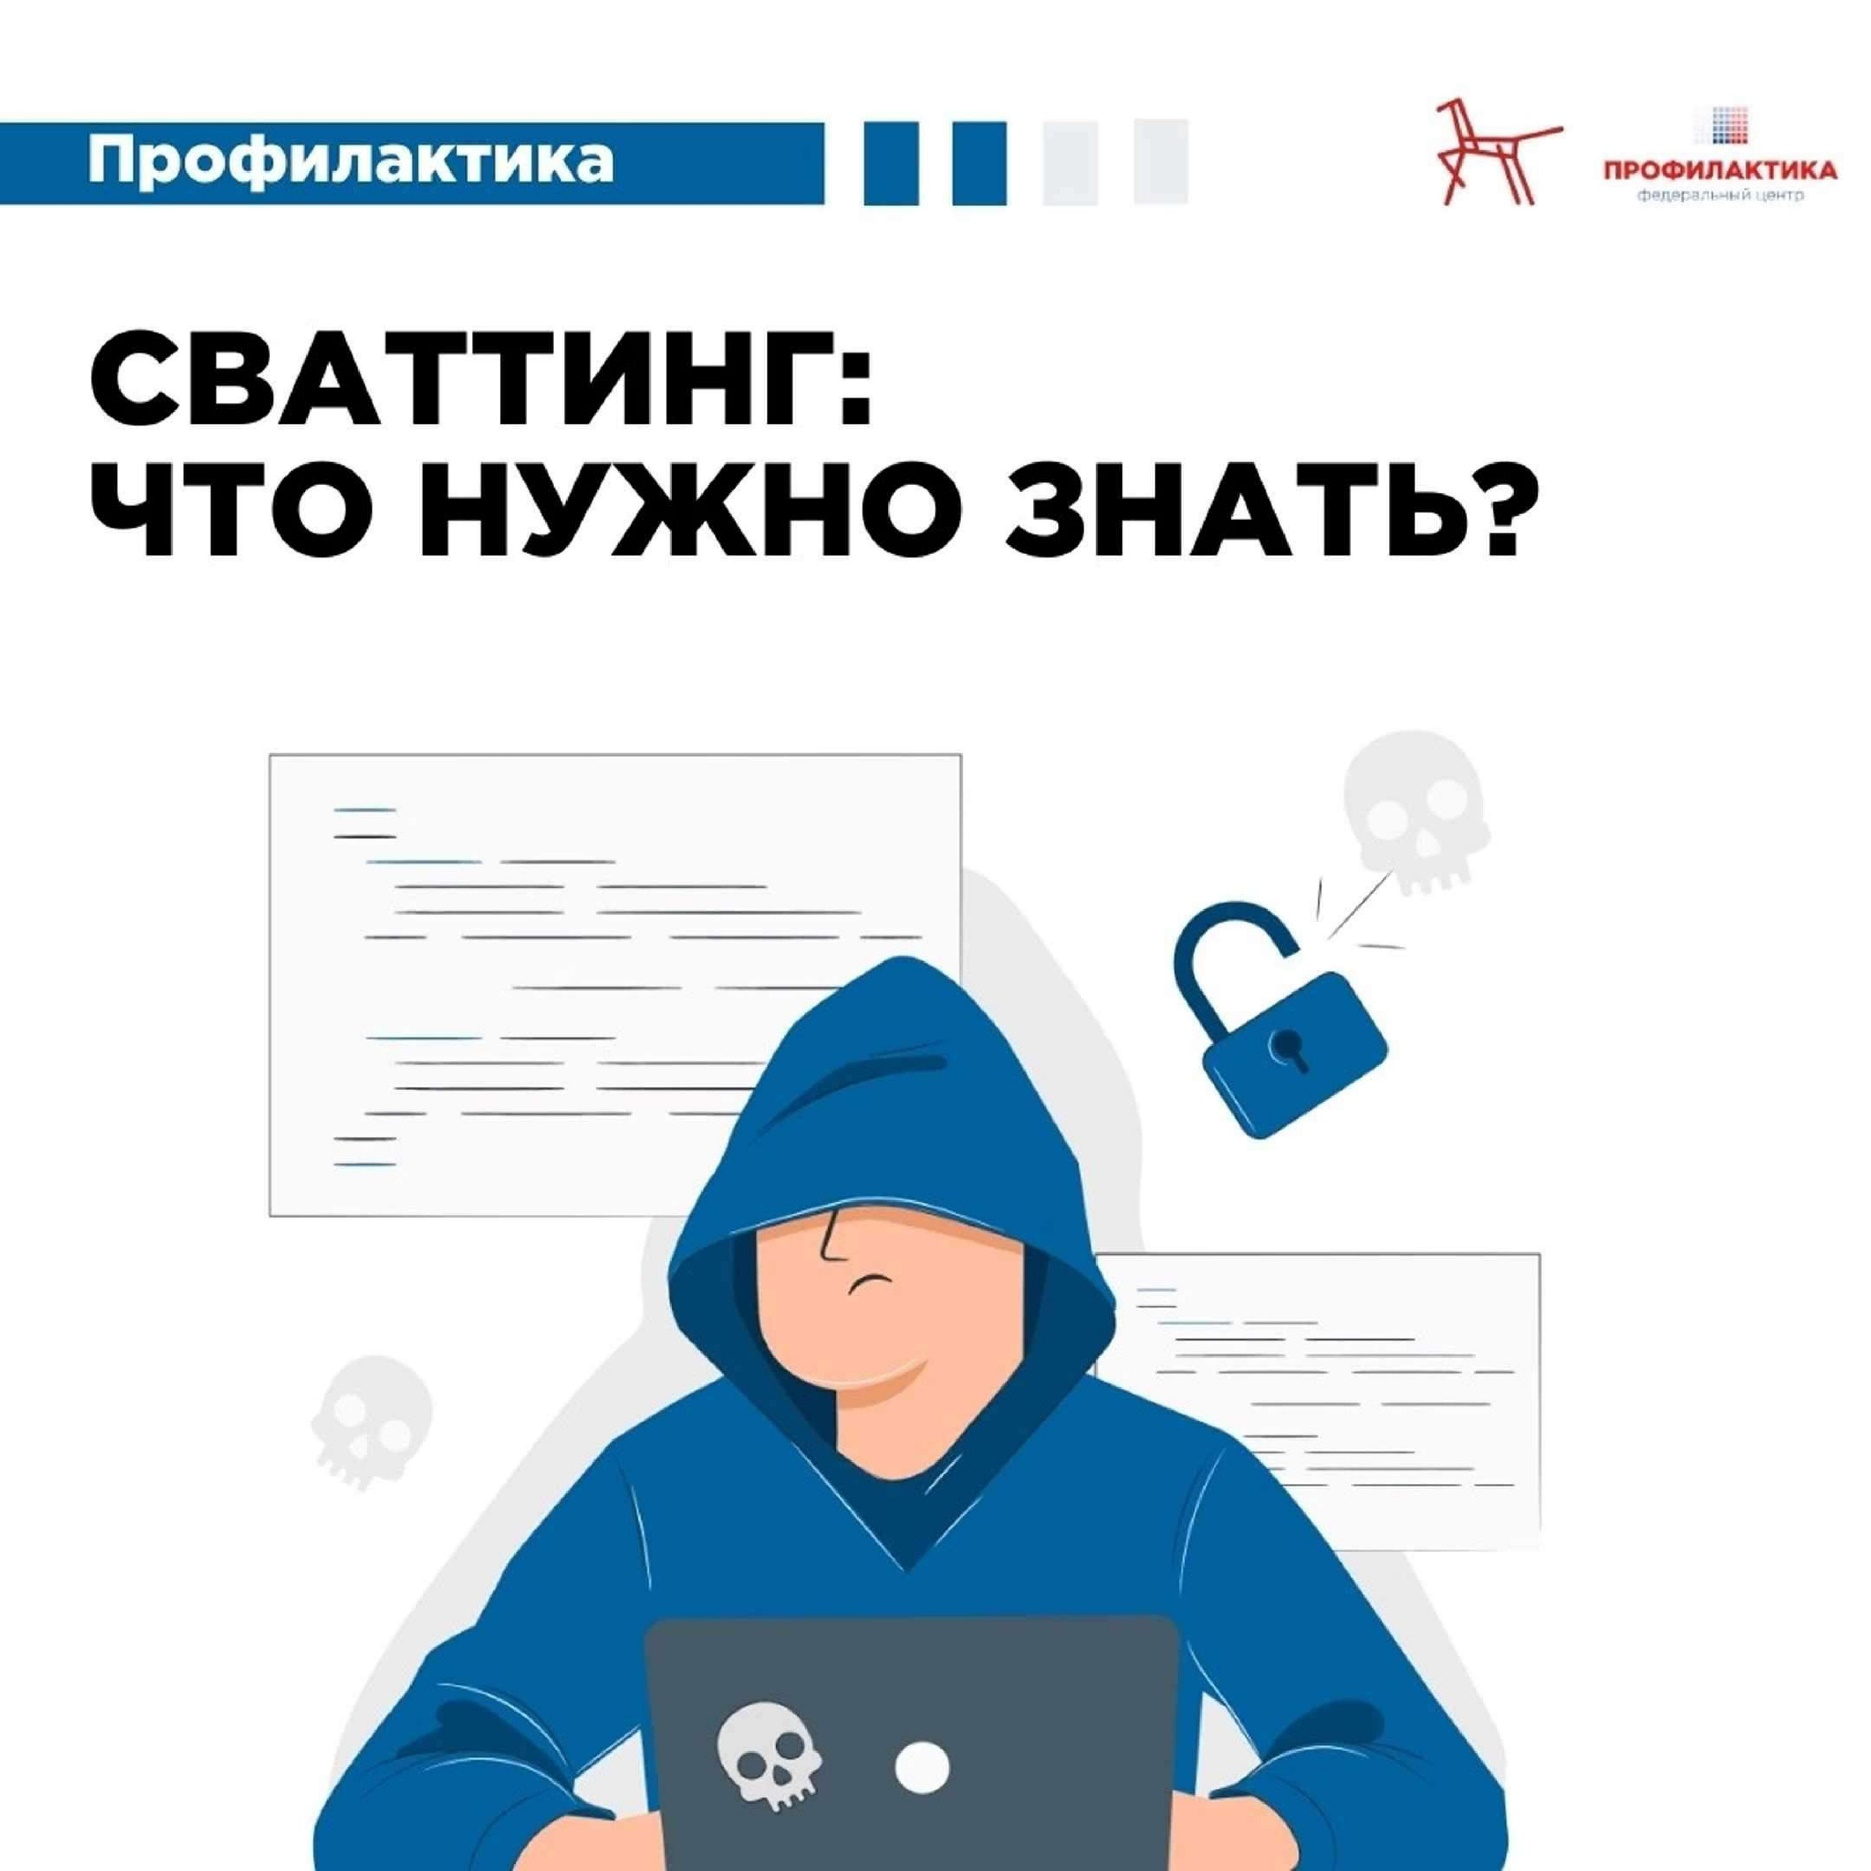 Профилактика
ПРОФИЛАКТИКА
федеральный центр
СВАТТИНГ:
ЧТО НУЖНО ЗНАТЬ?